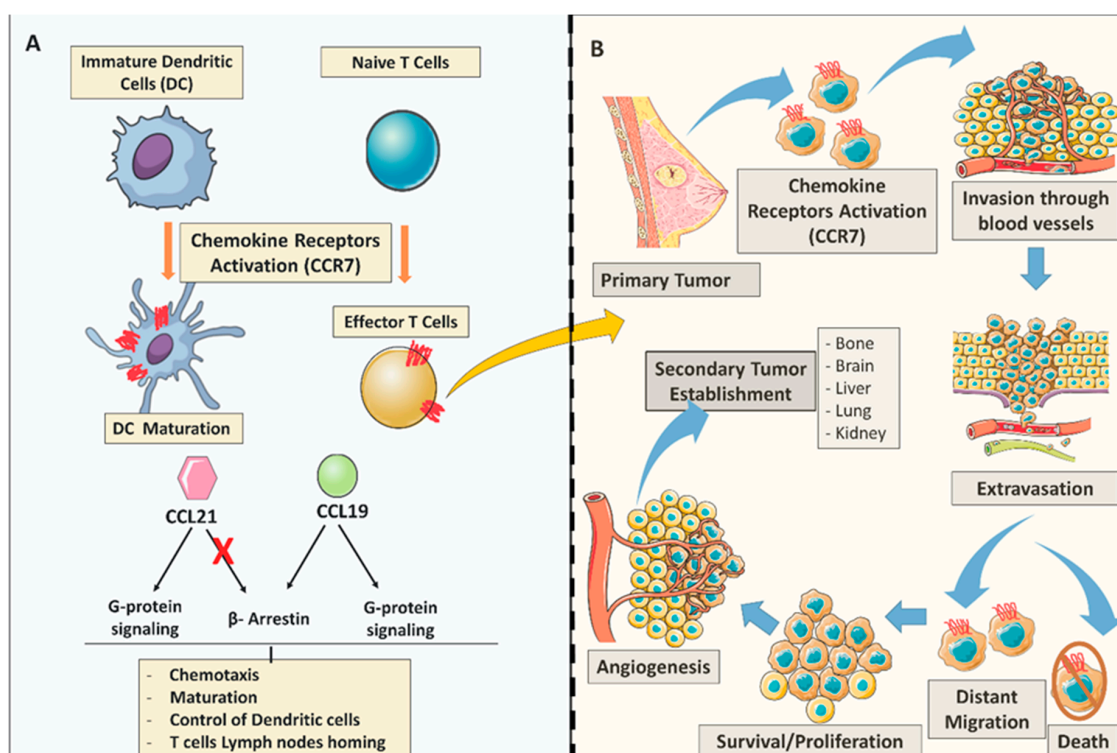 A
Immature Dendritic
Cells (DC)
Naive T Cells
Chemokine Receptors
Activation (CCR7)
Effector T Cells
DC Maturation
CCL21
CCL19
X
G-protein
signaling
β- Arrestin
G-protein
signaling
- Chemotaxis
- Maturation
- Control of Dendritic cells
- T cells Lymph nodes homing
B
Primary Tumor
Chemokine
Receptors Activation
(CCR7)
Invasion through
blood vessels
Extravasation
Distant
Migration
Death
Survival/Proliferation
Angiogenesis
Secondary Tumor
Establishment
- Bone
- Brain
- Liver
- Lung
- Kidney